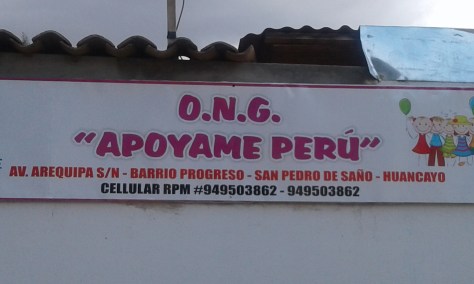 O.N.G.
"APOYAME PERÚ"
AV. AREQUIPA S/N - BARRIO PROGRESO - SAN PEDRO DE SAÑO - HUANCAYO
CELLULAR RPM #949503862 - 949503862